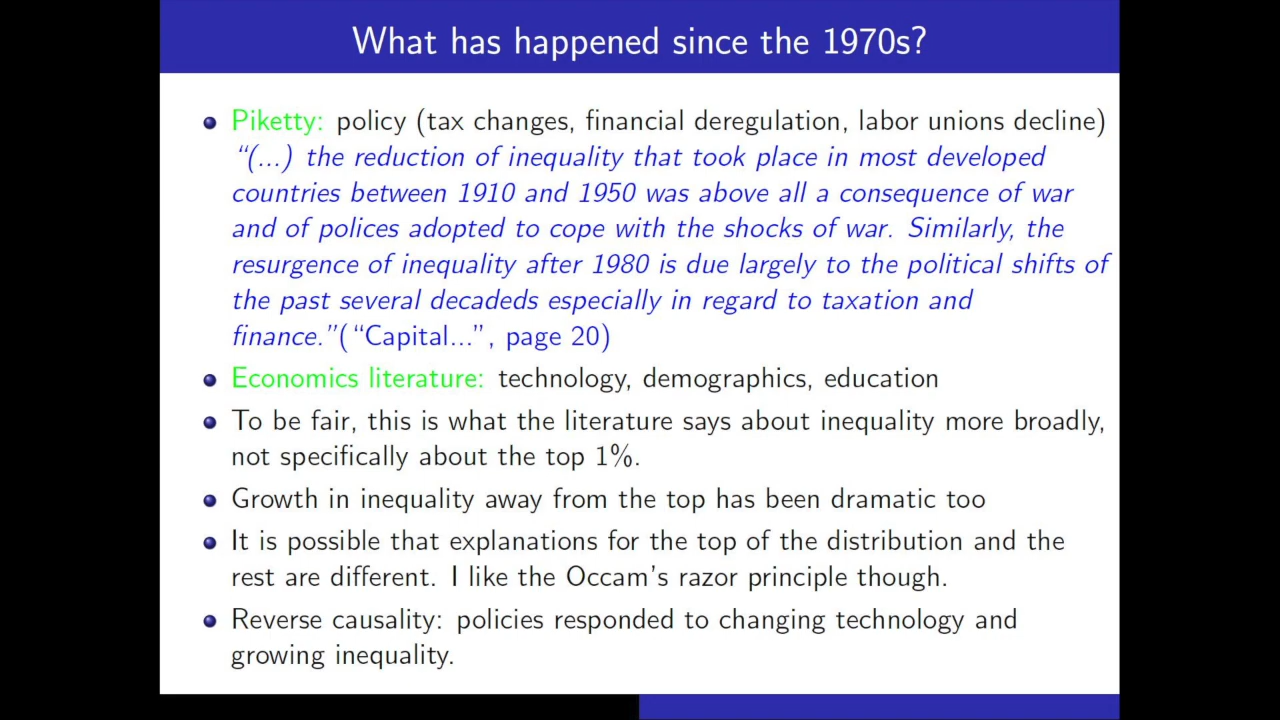 What has happened since the 1970s?
Piketty: policy (tax changes, financial deregulation, labor unions decline)
“(...) the reduction of inequality that took place in most developed
countries between 1910 and 1950 was above all a consequence of war
and of polices adopted to cope with the shocks of war. Similarly, the
resurgence of inequality after 1980 is due largely to the political shifts of
the past several decadeds especially in regard to taxation and
finance.”(“Capital...”, page 20)
Economics literature: technology, demographics, education
To be fair, this is what the literature says about inequality more broadly,
not specifically about the top 1%.
Growth in inequality away from the top has been dramatic too
It is possible that explanations for the top of the distribution and the
rest are different. I like the Occam’s razor principle though.
Reverse causality: policies responded to changing technology and
growing inequality.